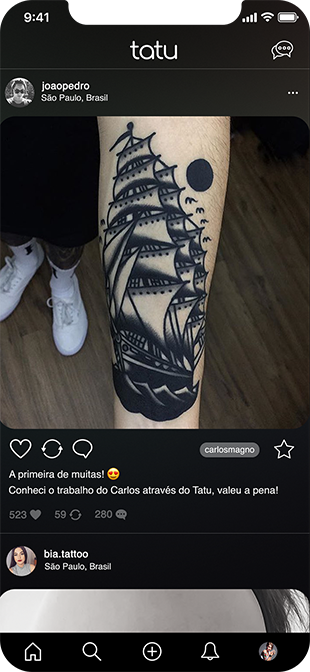 9:41
tatu
joaopedro
São Paulo, Brasil
carlosmagno
A primeira de muitas! 😍
Conheci o trabalho do Carlos através do Tatu, valeu a pena!
523 59 280
bia.tattoo
São Paulo, Brasil